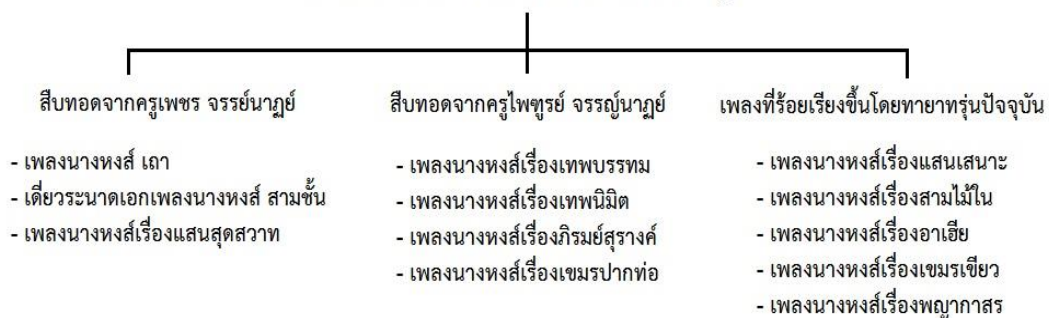 สืบทอดจากครูเพชร จรรย์นาฏย์
- เพลงนางหงส์ เถา
- เดี่ยวระนาดเอกเพลงนางหงส์ สามชั้น
- เพลงนางหงส์เรื่องแสนสุดสวาท
สืบทอดจากครูไพฑูรย์ จรรญ์นาฏย์
- เพลงนางหงส์เรื่องเทพบรรทม
- เพลงนางหงส์เรื่องเทพนิมิต
- เพลงนางหงส์เรื่องภิรมย์สุรางค์
- เพลงนางหงส์เรื่องเขมรปากท่อ
เพลงที่ร้อยเรียงขึ้นโดยทายาทรุ่นปัจจุบัน
- เพลงนางหงส์เรื่องแสนเสนาะ
- เพลงนางหงส์เรื่องสามไม้ใน
- เพลงนางหงส์เรื่องอาเฮีย
- เพลงนางหงส์เรื่องเขมรเขียว
- เพลงนางหงส์เรื่องพญากาสร